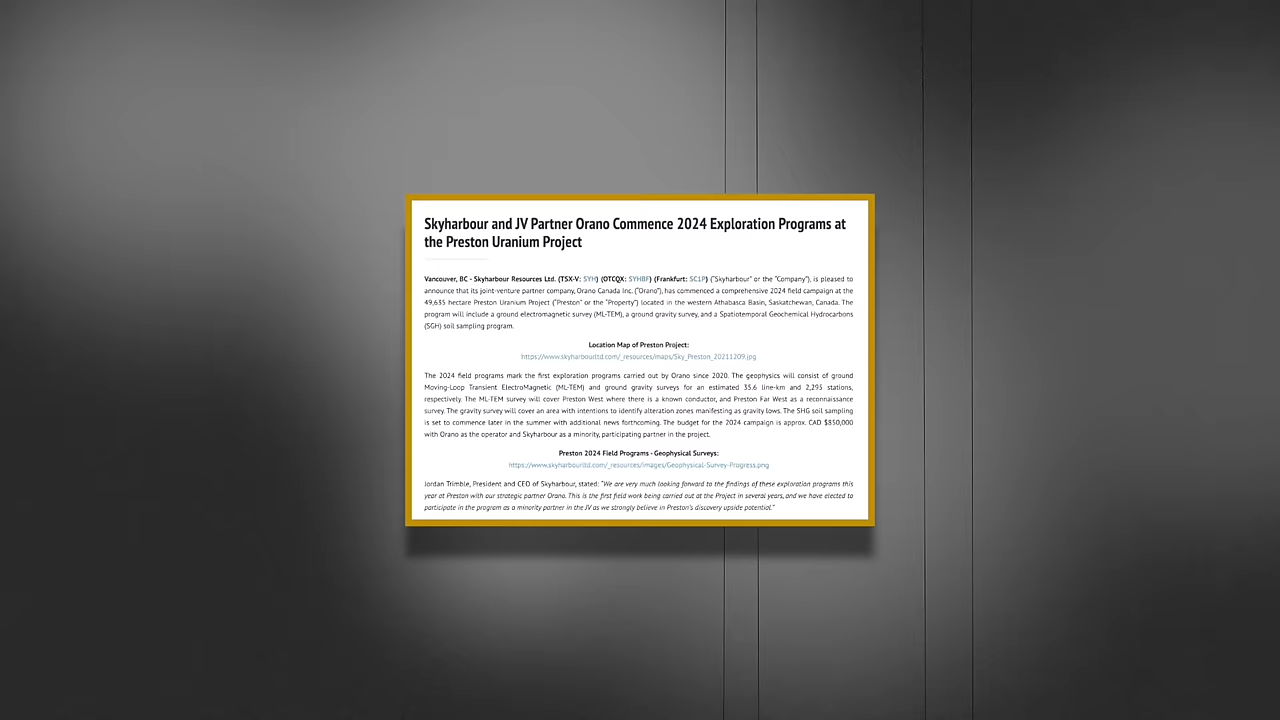 Skyharbour and JV Partner Orano Commence 2024 Exploration Programs at
the Preston Uranium Project
Vancouver, BC - Skyharbour Resources Ltd. (TSX-V: SYH) (OTCQX: SYHBF) (Frankfurt: SC1P) ("Skyharbour" or the "Company"), is pleased to
announce that its joint-venture partner company, Orano Canada Inc. ("Orano"), has commenced a comprehensive 2024 field campaign at the
49,635 hectare Preston Uranium Project ("Preston" or the "Property") located in the western Athabasca Basin, Saskatchewan, Canada. The
program will include a ground electromagnetic survey (ML-TEM), a ground gravity survey, and a Spatiotemporal Geochemical Hydrocarbons
(SGH) soil sampling program.
Location Map of Preston Project:
https://www.skyharbourltd.com/_resources/maps/Sky_Preston_20211209.jpg
The 2024 field programs mark the first exploration programs carried out by Orano since 2020. The geophysics will consist of ground
Moving-Loop Transient ElectroMagnetic (ML-TEM) and ground gravity surveys for an estimated 35.6 line-km and 2,295 stations,
respectively. The ML-TEM survey will cover Preston West where there is a known conductor, and Preston Far West as a reconnaissance
survey. The gravity survey will cover an area with intentions to identify alteration zones manifesting as gravity lows. The SHG soil sampling
is set to commence later in the summer with additional news forthcoming. The budget for the 2024 campaign is approx. CAD $850,000
with Orano as the operator and Skyharbour as a minority, participating partner in the project.
Preston 2024 Field Programs - Geophysical Surveys:
https://www.skyharbourltd.com/_resources/images/Geophysical-Survey-Progress.png
Jordan Trimble, President and CEO of Skyharbour, stated: "We are very much looking forward to the findings of these exploration programs this
year at Preston with our strategic partner Orano. This is the first field work being carried out at the Project in several years, and we have elected to
participate in the program as a minority partner in the JV as we strongly believe in Preston's discovery upside potential."